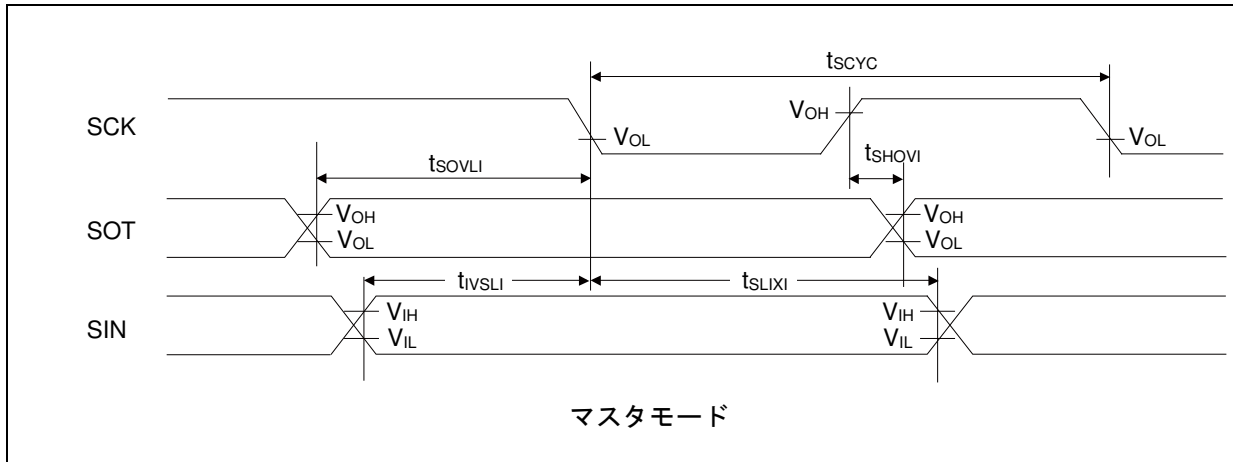 tSCYC
SCK
VOH
VOL
VOL
tSHOVI
tSOVLI
SOT
VOH
VOL
VOH
VOL
tIVSLI
tSLIXI
SIN
VIH
VIL
VIH
VIL
マスタモード